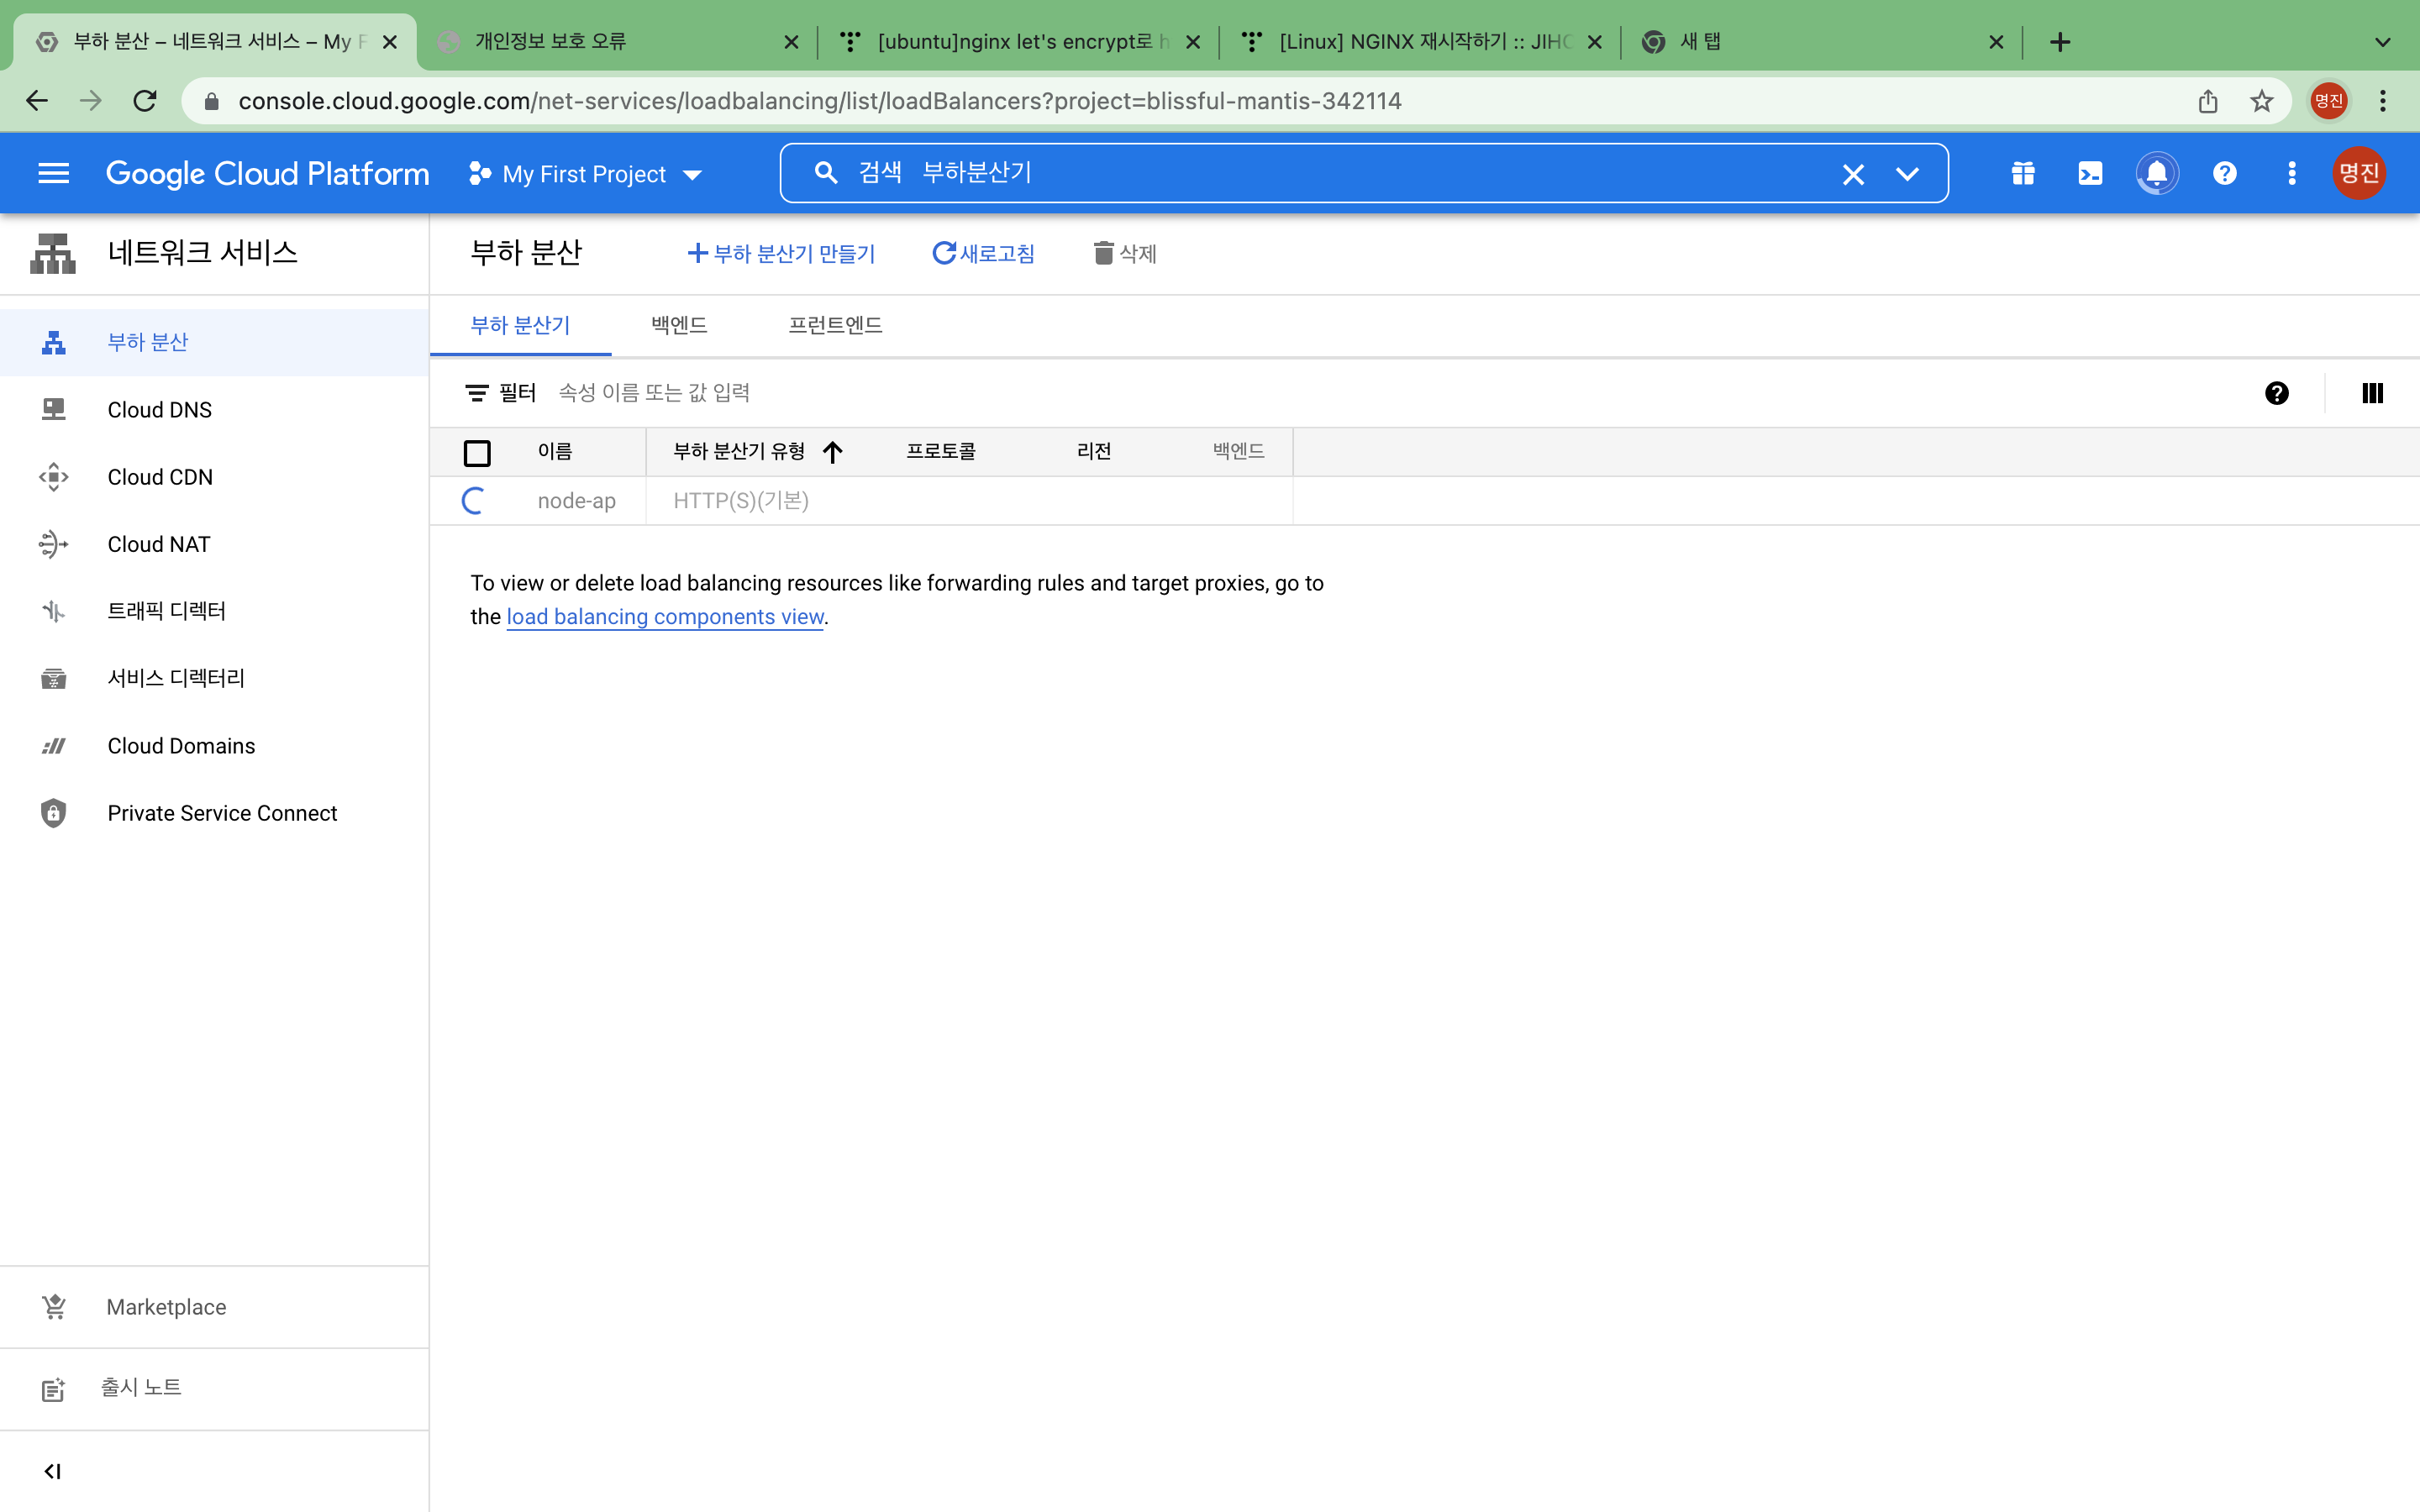 부하 분산 – 네트워크 서비스 – My F
개인정보 보호 오류
[ubuntu]nginx let's encrypt로 h
[Linux] NGINX 재시작하기 :: JIHO
새 탭
console.cloud.google.com/net-services/loadbalancing/list/loadBalancers?project=blissful-mantis-342114
명진
Google Cloud Platform
My First Project
검색 부하분산기
명진
네트워크 서비스
부하 분산
부하 분산기 만들기
새로고침
삭제
부하 분산
Cloud DNS
Cloud CDN
Cloud NAT
트래픽 디렉터
서비스 디렉터리
Cloud Domains
Private Service Connect
Marketplace
출시 노트
부하 분산기
백엔드
프런트엔드
필터 속성 이름 또는 값 입력
이름 부하 분산기 유형 프로토콜 리전 백엔드
node-ap HTTP(S)(기본)
To view or delete load balancing resources like forwarding rules and target proxies, go to
the load balancing components view.